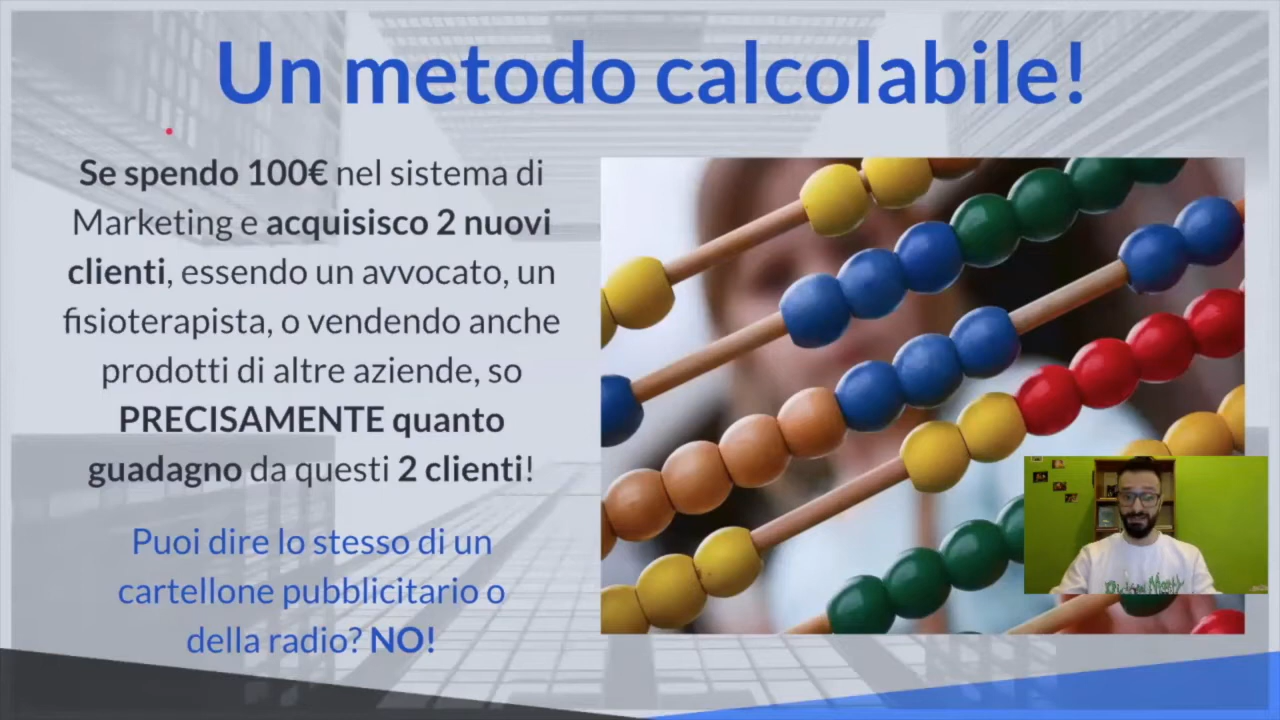 Un metodo calcolabile!
Se spendo 100€ nel sistema di
Marketing e acquisisco 2 nuovi
clienti, essendo un avvocato, un
fisioterapista, o vendendo anche
prodotti di altre aziende, so
PRECISAMENTE quanto
guadagno da questi 2 clienti!
Puoi dire lo stesso di un
cartellone pubblicitario o
della radio? NO!